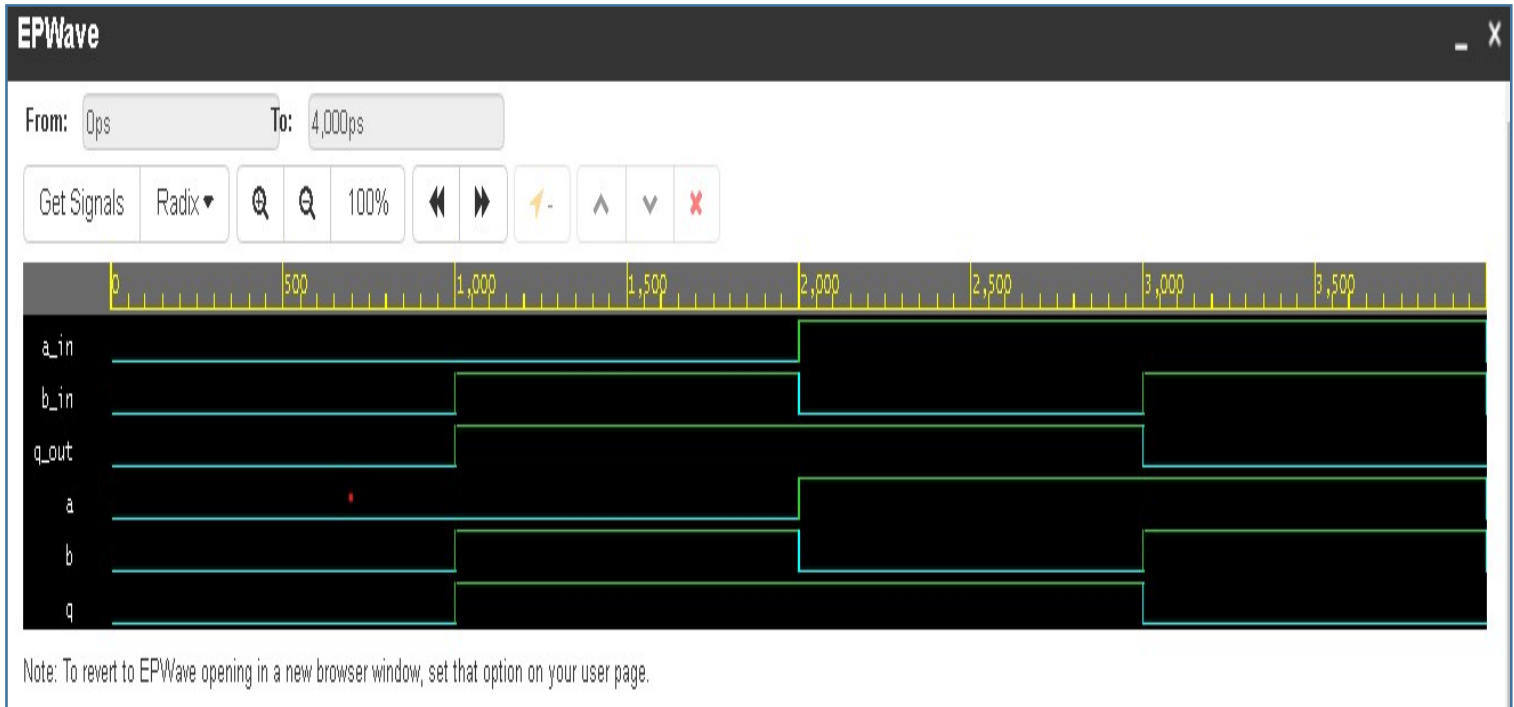 EPWave
From: 0ps To: 4,000ps
Get Signals Radix 100% -
0 500 1,000 1,500 2,000 2,500 3,000 3,500
a_in
b_in
q_out
a
b
q
Note: To revert to EPWave opening in a new browser window, set that option on your user page.